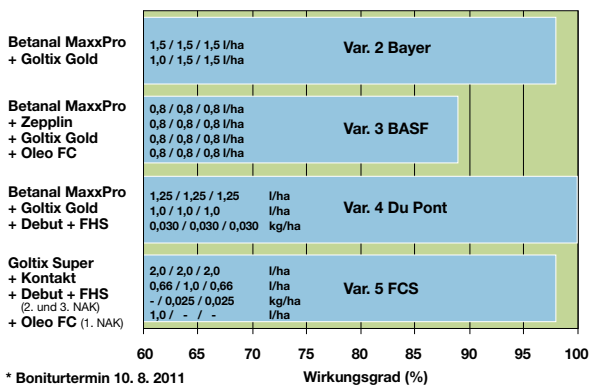 Betanal MaxxPro
+ Goltix Gold
1,5 / 1,5 / 1,5 l/ha
1,0 / 1,5 / 1,5 l/ha
Var. 2 Bayer
Betanal MaxxPro
+ Zepplin
+ Goltix Gold
+ Oleo FC
0,8 / 0,8 / 0,8 l/ha
0,8 / 0,8 / 0,8 l/ha
0,8 / 0,8 / 0,8 l/ha
0,8 / 0,8 / 0,8 l/ha
Var. 3 BASF
Betanal MaxxPro
+ Goltix Gold
+ Debut + FHS
1,25 / 1,25 / 1,25 l/ha
1,0 / 1,0 / 1,0 l/ha
0,030 / 0,030 / 0,030 kg/ha
Var. 4 Du Pont
Goltix Super
+ Kontakt
+ Debut + FHS
(2. und 3. NAK)
+ Oleo FC (1. NAK)
2,0 / 2,0 / 2,0 l/ha
0,66 / 1,0 / 0,66 l/ha
- / 0,025 / 0,025 kg/ha
1,0 / - / - l/ha
Var. 5 FCS
60 65 70 75 80 85 90 95 100
* Boniturtermin 10. 8. 2011
Wirkungsgrad (%)